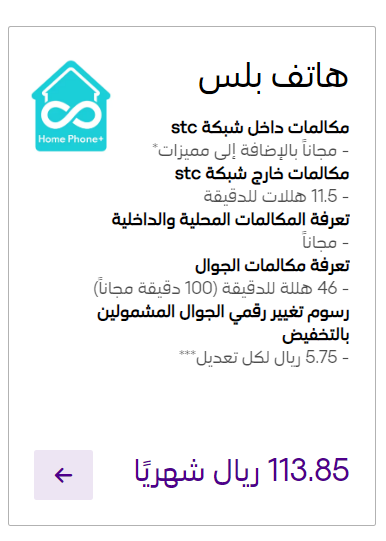 هاتف بلس
Home Phone+
مكالمات داخل شبكة stc
- مجاناً بالإضافة إلى مميزات*
مكالمات خارج شبكة stc
- 11.5 هللات للدقيقة
تعرفة المكالمات المحلية والداخلية
- مجاناً
تعرفة مكالمات الجوال
- 46 هللة للدقيقة (100 دقيقة مجاناً)
رسوم تغيير رقمي الجوال المشمولين
بالتخفيض
- 5.75 ريال لكل تعديل***
113.85 ريال شهريًا